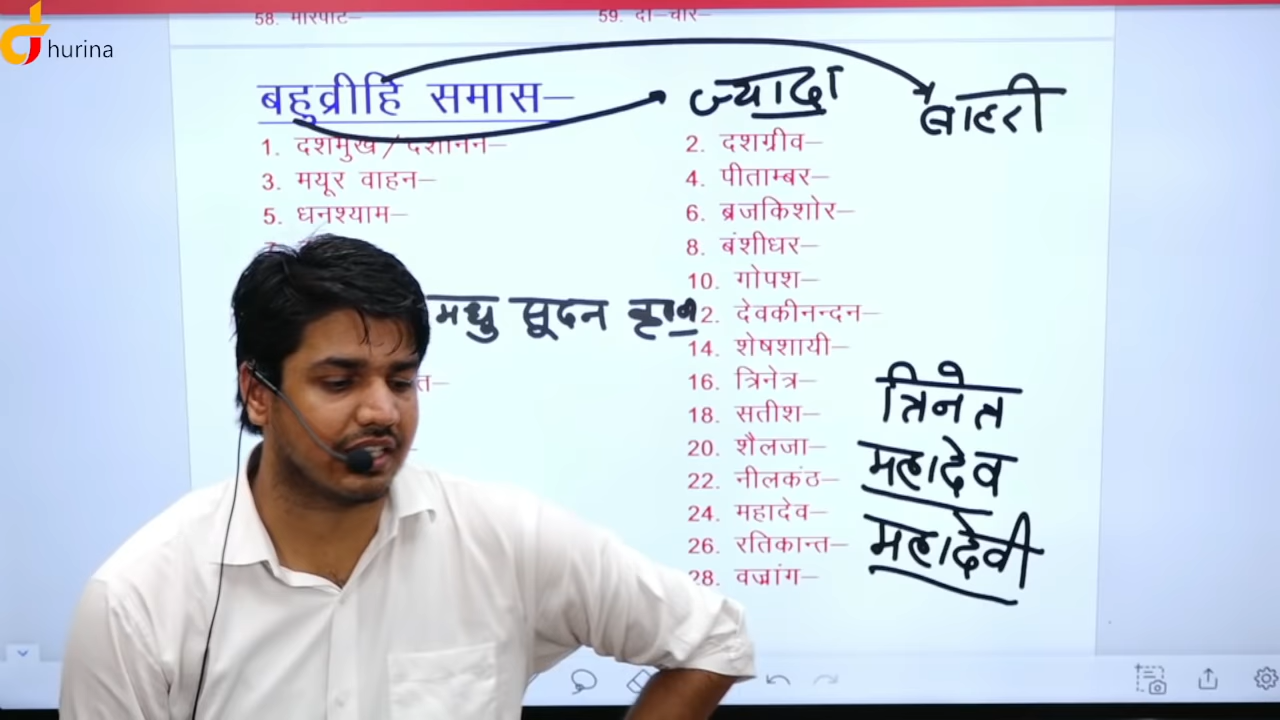 hurina
58. मारपीट– 59. दो–चार–
बहुव्रीहि समास– ज्यादा बाहरी
1. दशमुख / दशानन– 2. दशग्रीव–
3. मयूर वाहन– 4. पीताम्बर–
5. धनश्याम– 6. ब्रजकिशोर–
8. बंशीधर–
10. गोपश–
मधु सूदन 2. देवकीनन्दन–
14. शेषशायी–
त– 16. त्रिनेत्र– त्रिनेत्र
18. सतीश–
20. शैलजा– महादेव
22. नीलकंठ–
24. महादेव– महादेवी
26. रतिकान्त–
28. वज्रांग–